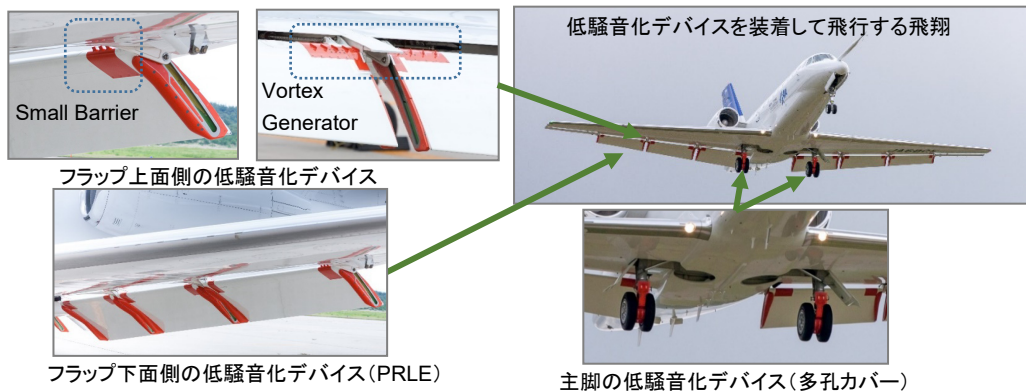 Small Barrier
Vortex
Generator
フラップ上面側の低騒音化デバイス
低騒音化デバイスを装着して飛行する飛翔
フラップ下面側の低騒音化デバイス(PRLE)
主脚の低騒音化デバイス(多孔カバー)